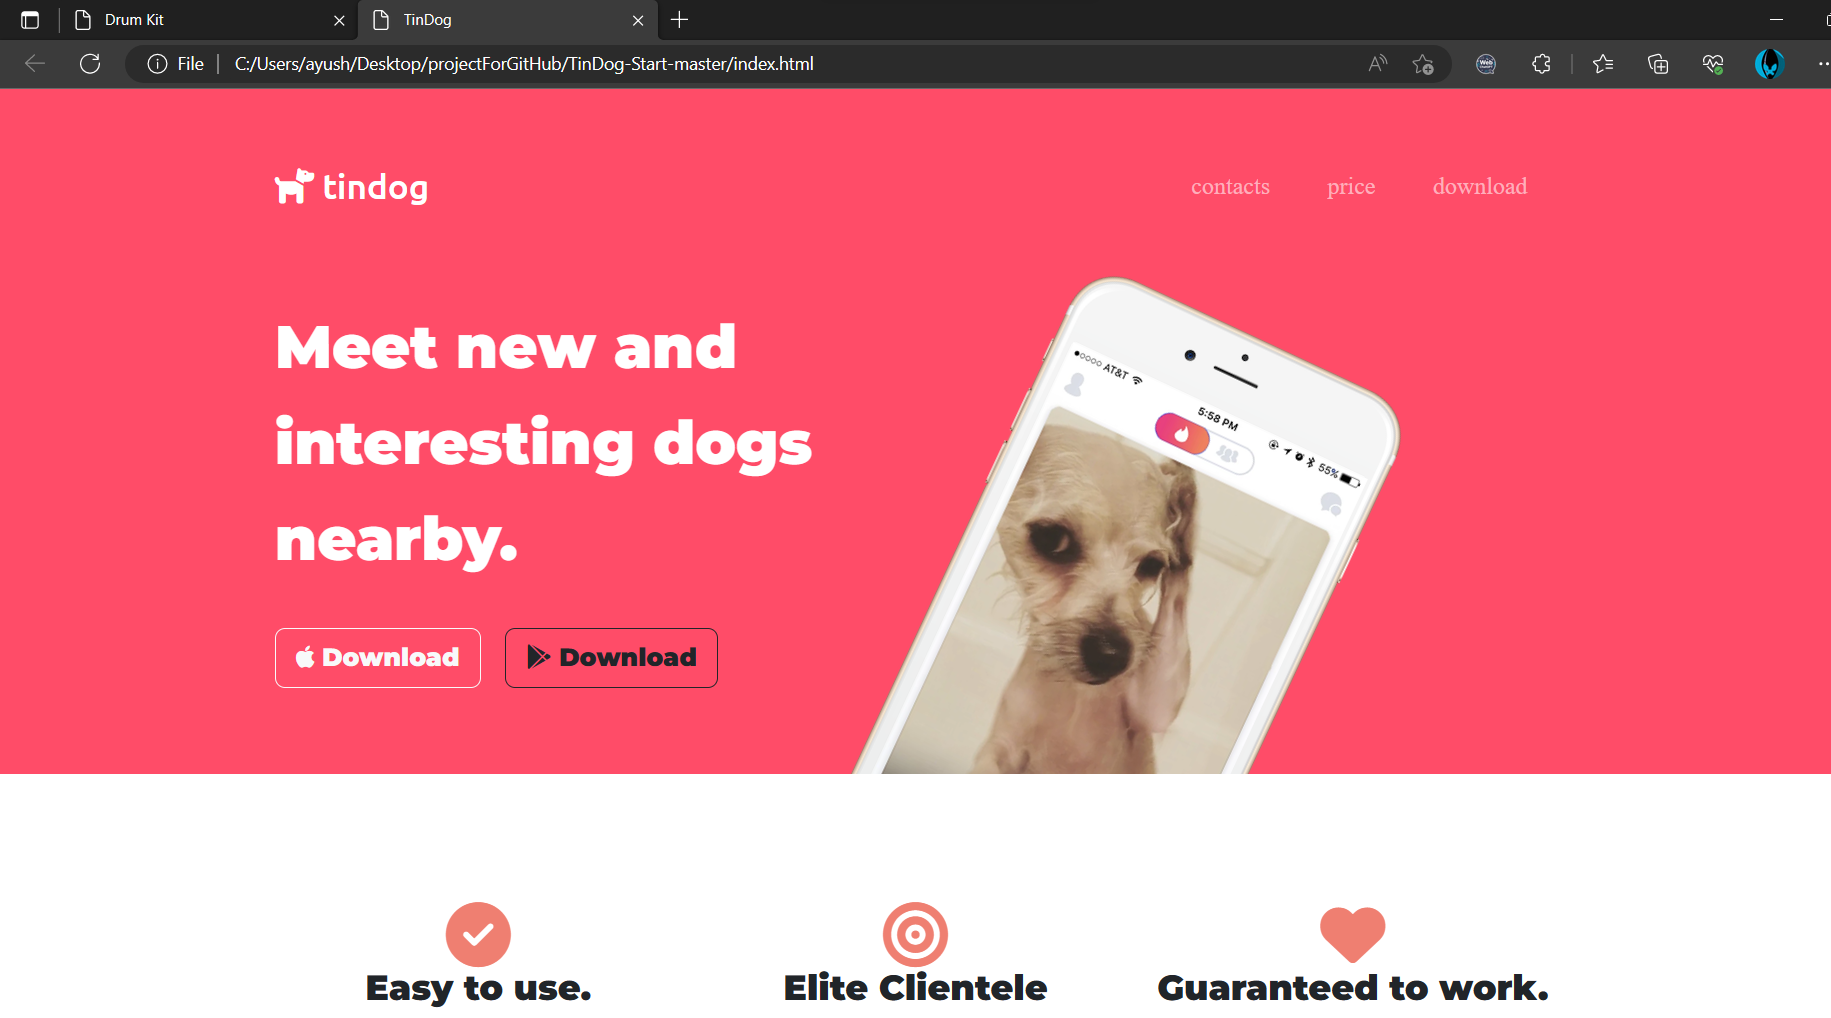 Drum Kit
TinDog
File
C:/Users/ayush/Desktop/projectForGitHub/TinDog-Start-master/index.html
tindog
contacts
price
download
Meet new and
interesting dogs
nearby.
AT&T
5:58 PM
55%
Download
Download
Easy to use.
Elite Clientele
Guaranteed to work.